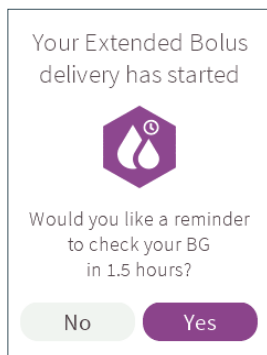 Your Extended Bolus
delivery has started
Would you like a reminder
to check your BG
in 1.5 hours?
No
Yes